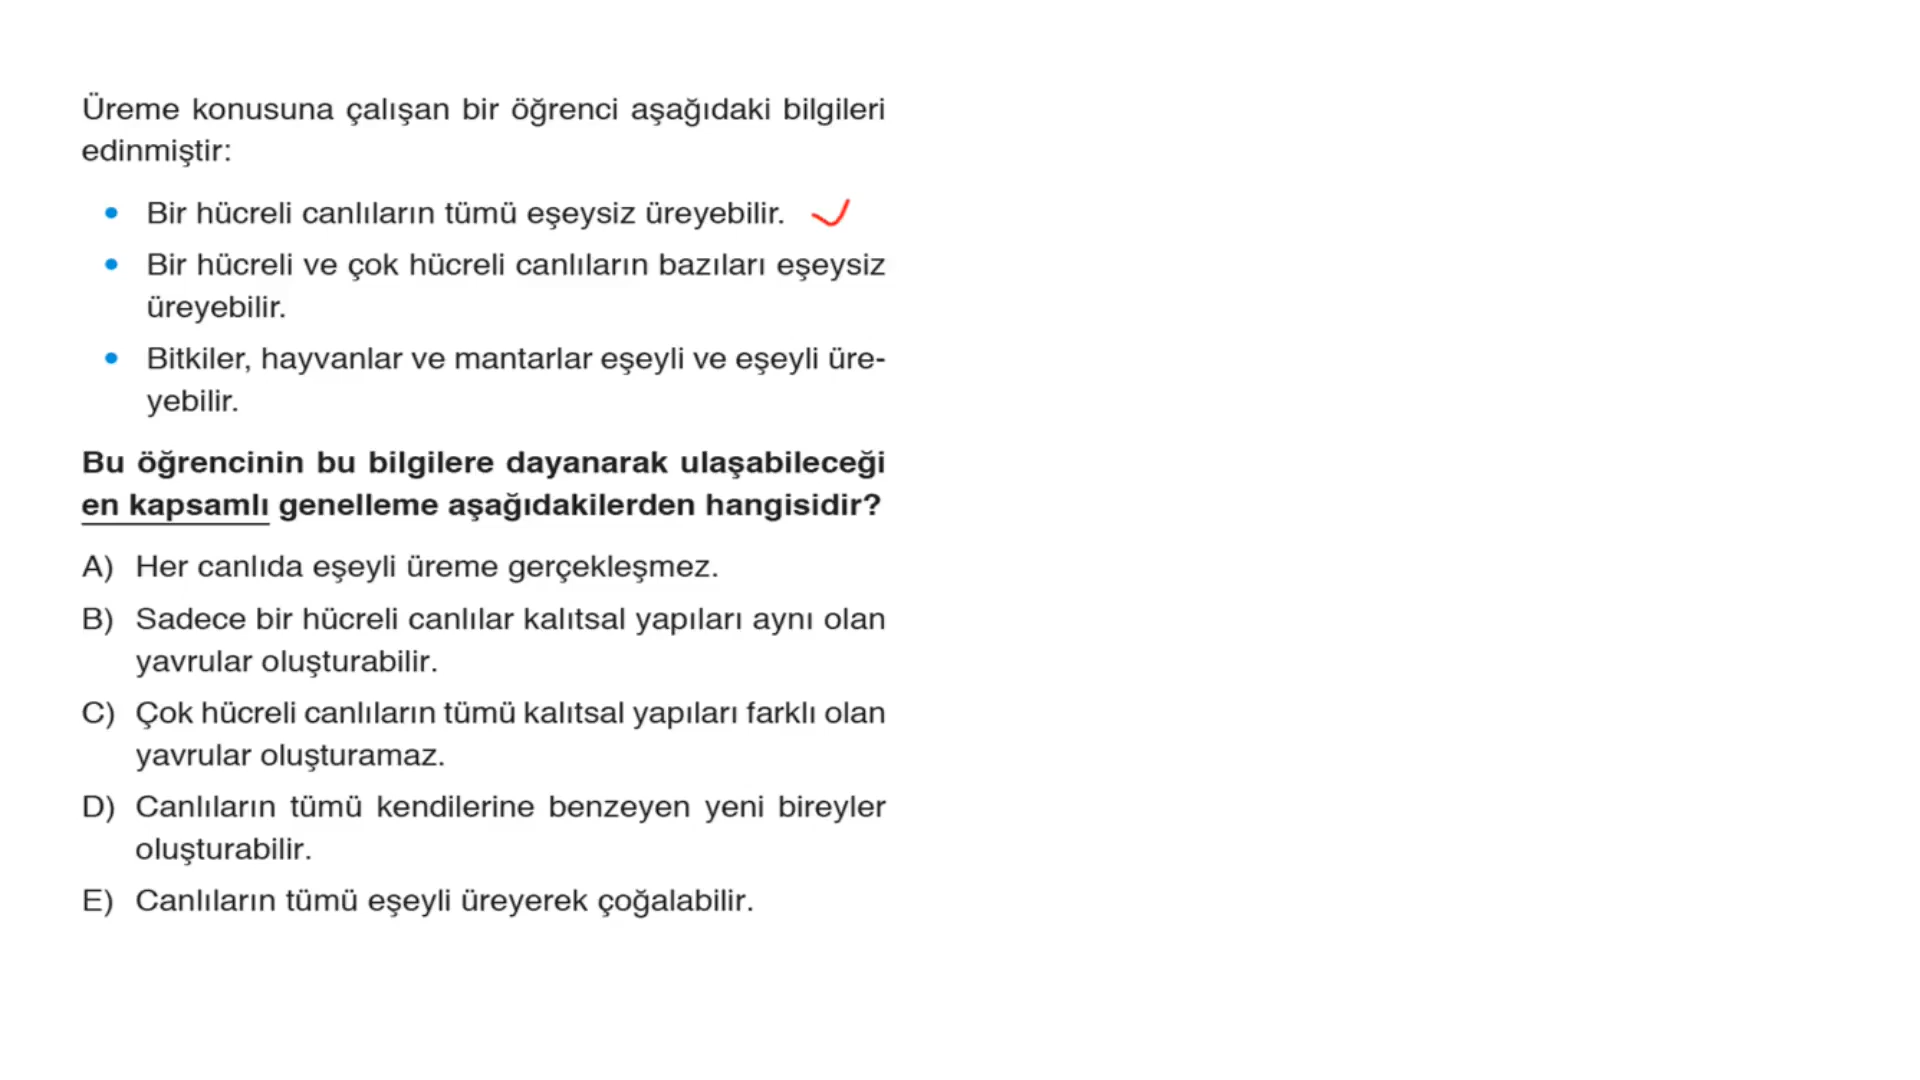 Üreme konusuna çalışan bir öğrenci aşağıdaki bilgileri
edinmiştir:
• Bir hücreli canlıların tümü eşeysiz üreyebilir.
• Bir hücreli ve çok hücreli canlıların bazıları eşeysiz
üreyebilir.
• Bitkiler, hayvanlar ve mantarlar eşeyli ve eşeyli üre-
yebilir.
Bu öğrencinin bu bilgilere dayanarak ulaşabileceği
en kapsamlı genelleme aşağıdakilerden hangisidir?
A) Her canlıda eşeyli üreme gerçekleşmez.
B) Sadece bir hücreli canlılar kalıtsal yapıları aynı olan
yavrular oluşturabilir.
C) Çok hücreli canlıların tümü kalıtsal yapıları farklı olan
yavrular oluşturamaz.
D) Canlıların tümü kendilerine benzeyen yeni bireyler
oluşturabilir.
E) Canlıların tümü eşeyli üreyerek çoğalabilir.